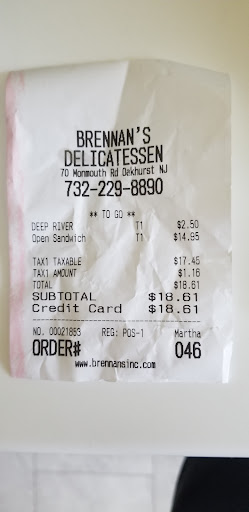 BRENNAN'S
DELICATESSEN
70 Monmouth Rd Oakhurst NJ
732-229-8890
** TO GO **
DEEP RIVER T1 $2.50
Open Sandwich T1 $14.95
TAX1 TAXABLE $17.45
TAX1 AMOUNT $1.16
TOTAL $18.61
SUBTOTAL $18.61
Credit Card $18.61
NO. 00021853 REG: POS-1 Martha
ORDER# 046
www.brennansinc.com